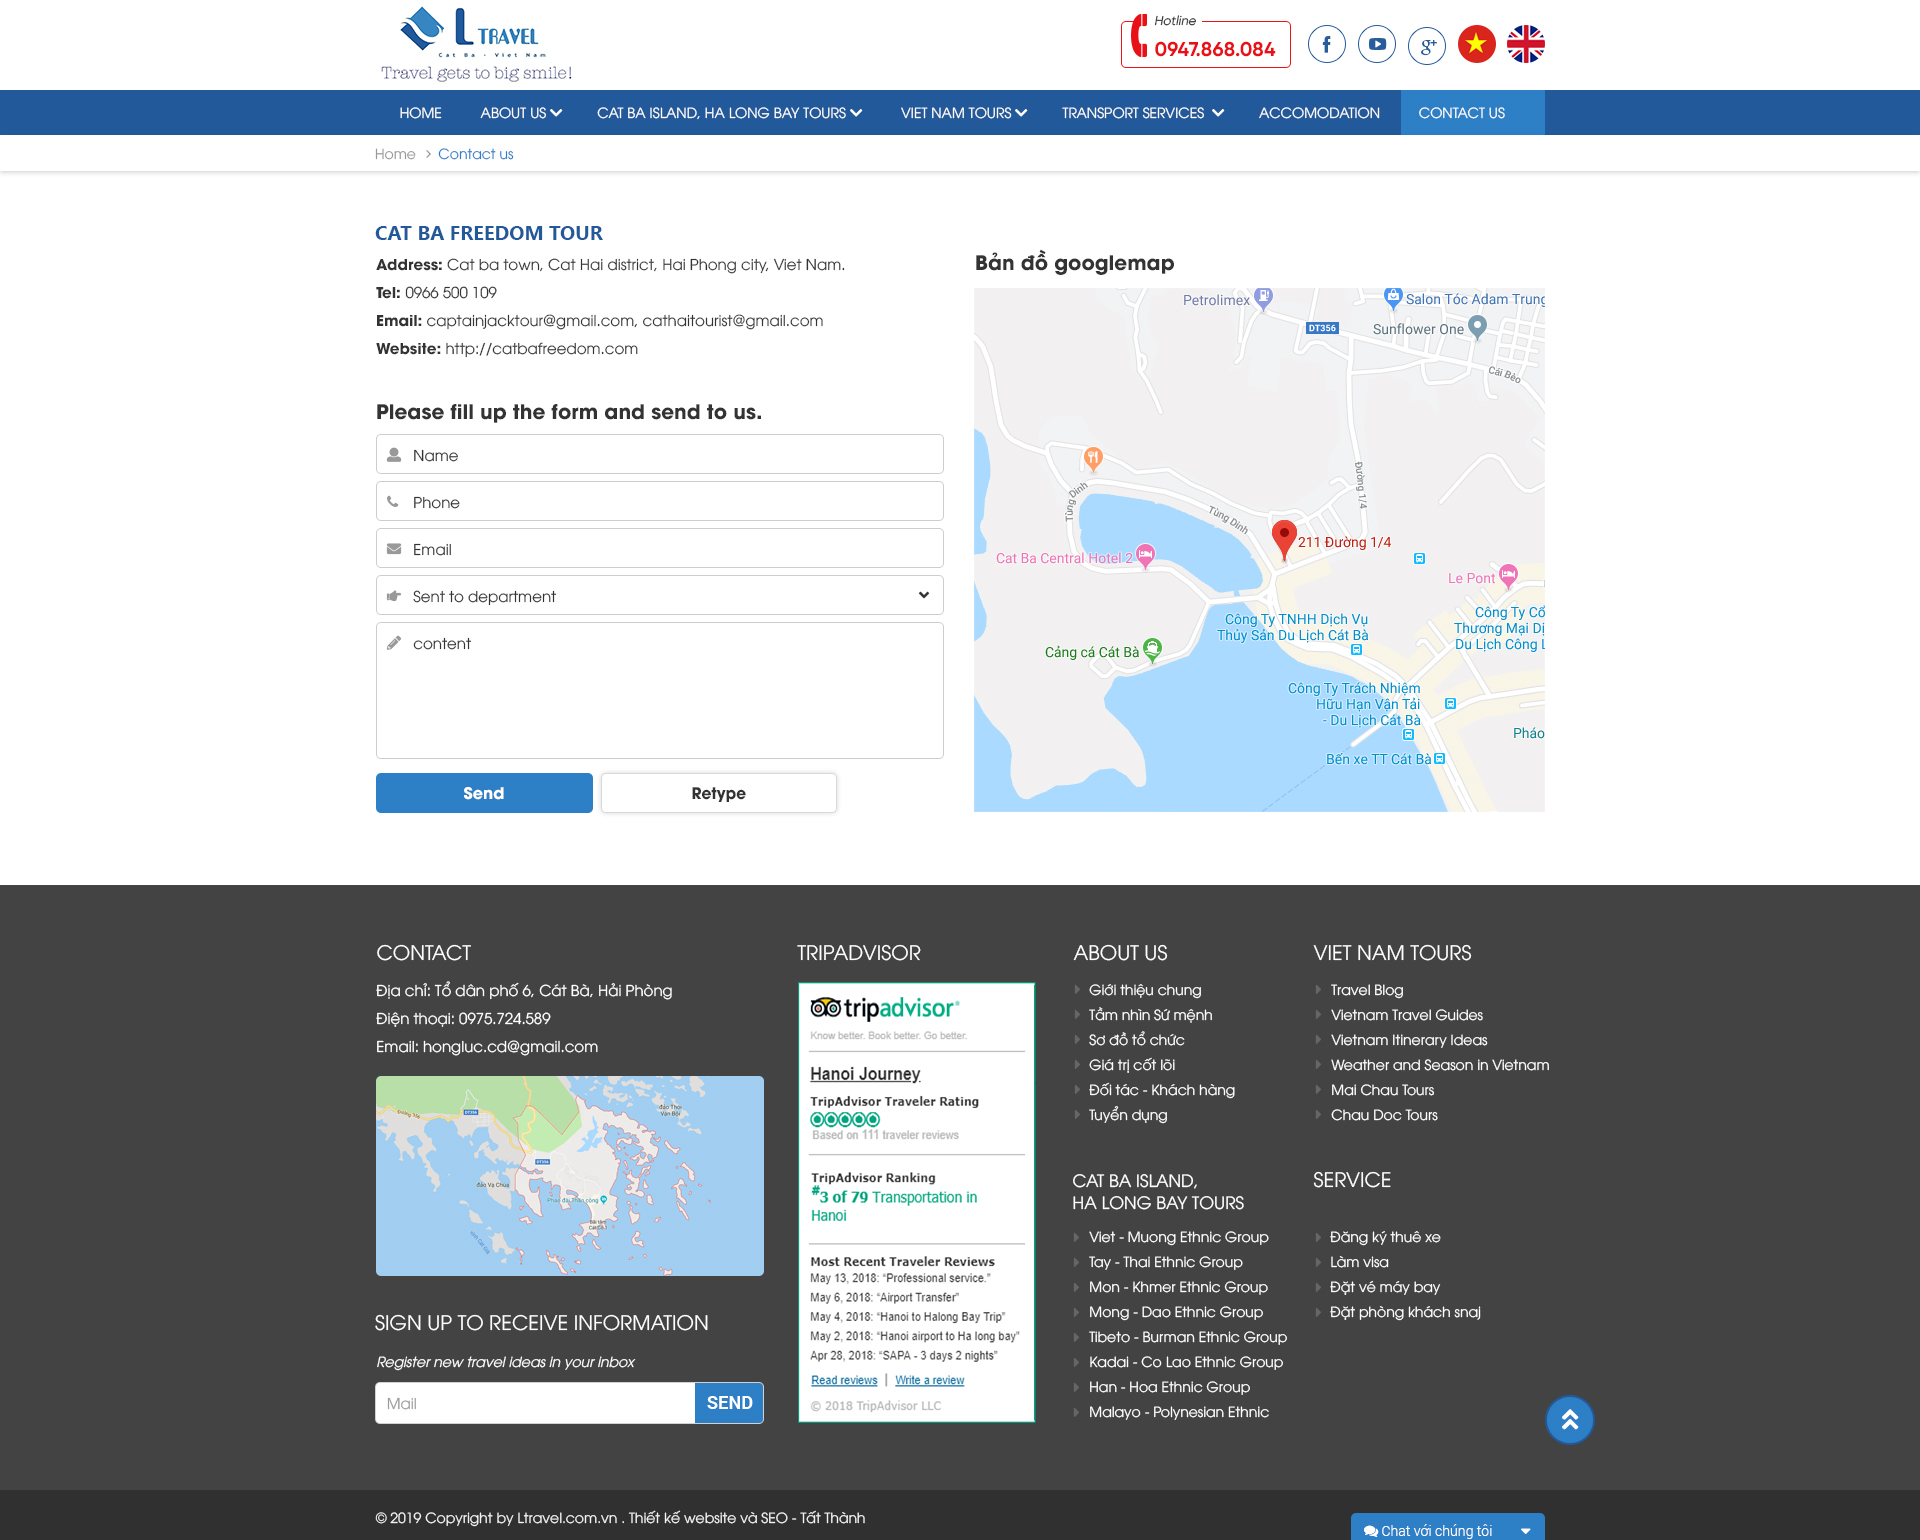 L TRAVEL
Cat Ba - Viet Nam
Travel gets to big smile!
Hotline
0947.868.084
HOME ABOUT US CAT BA ISLAND, HA LONG BAY TOURS VIET NAM TOURS TRANSPORT SERVICES ACCOMODATION CONTACT US
Home > Contact us
CAT BA FREEDOM TOUR
Address: Cat ba town, Cat Hai district, Hai Phong city, Viet Nam.
Tel: 0966 500 109
Email: captainjacktour@gmail.com, cathaitourist@gmail.com
Website: http://catbafreedom.com
Please fill up the form and send to us.
Name
Phone
Email
Sent to department
content
Send
Retype
Bản đồ googlemap
Petrolimex
Salon Tóc Adam Trung
DT356
Sunflower One
Cái Bèo
Đường 1/4
Tùng Dinh
Tùng Dinh
211 Đường 1/4
Cat Ba Central Hotel 2
Le Pont
Công Ty TNHH Dịch Vụ
Thủy Sản Du Lịch Cát Bà
Công Ty Cổ
Thương Mại Dị
Du Lịch Công L
Cảng cá Cát Bà
Công Ty Trách Nhiệm
Hữu Hạn Vận Tải
- Du Lịch Cát Bà
Pháo
Bến xe TT Cát Bà
CONTACT
Địa chỉ: Tổ dân phố 6, Cát Bà, Hải Phòng
Điện thoại: 0975.724.589
Email: hongluc.cd@gmail.com
Đường 356
DT356
đảo Thoi
Văn Bội
DT356
đảo Vạ Chua
Pháo đài Thần công
SIGN UP TO RECEIVE INFORMATION
Register new travel ideas in your inbox
Mail
SEND
TRIPADVISOR
tripadvisor®
Know better. Book better. Go better.
Hanoi Journey
TripAdvisor Traveler Rating
Based on 111 traveler reviews
TripAdvisor Ranking
#3 of 79 Transportation in
Hanoi
Most Recent Traveler Reviews
May 13, 2018: “Professional service.”
May 6, 2018: “Airport Transfer”
May 4, 2018: “Hanoi to Halong Bay Trip”
May 2, 2018: “Hanoi airport to Ha long bay”
Apr 28, 2018: “SAPA - 3 days 2 nights”
Read reviews | Write a review
© 2018 TripAdvisor LLC
ABOUT US
Giới thiệu chung
Tầm nhìn Sứ mệnh
Sơ đồ tổ chức
Giá trị cốt lõi
Đối tác - Khách hàng
Tuyển dụng
VIET NAM TOURS
Travel Blog
Vietnam Travel Guides
Vietnam Itinerary Ideas
Weather and Season in Vietnam
Mai Chau Tours
Chau Doc Tours
CAT BA ISLAND,
HA LONG BAY TOURS
Viet - Muong Ethnic Group
Tay - Thai Ethnic Group
Mon - Khmer Ethnic Group
Mong - Dao Ethnic Group
Tibeto - Burman Ethnic Group
Kadai - Co Lao Ethnic Group
Han - Hoa Ethnic Group
Malayo - Polynesian Ethnic
SERVICE
Đăng ký thuê xe
Làm visa
Đặt vé máy bay
Đặt phòng khách snaj
© 2019 Copyright by Ltravel.com.vn . Thiết kế website và SEO - Tất Thành
Chat với chúng tôi